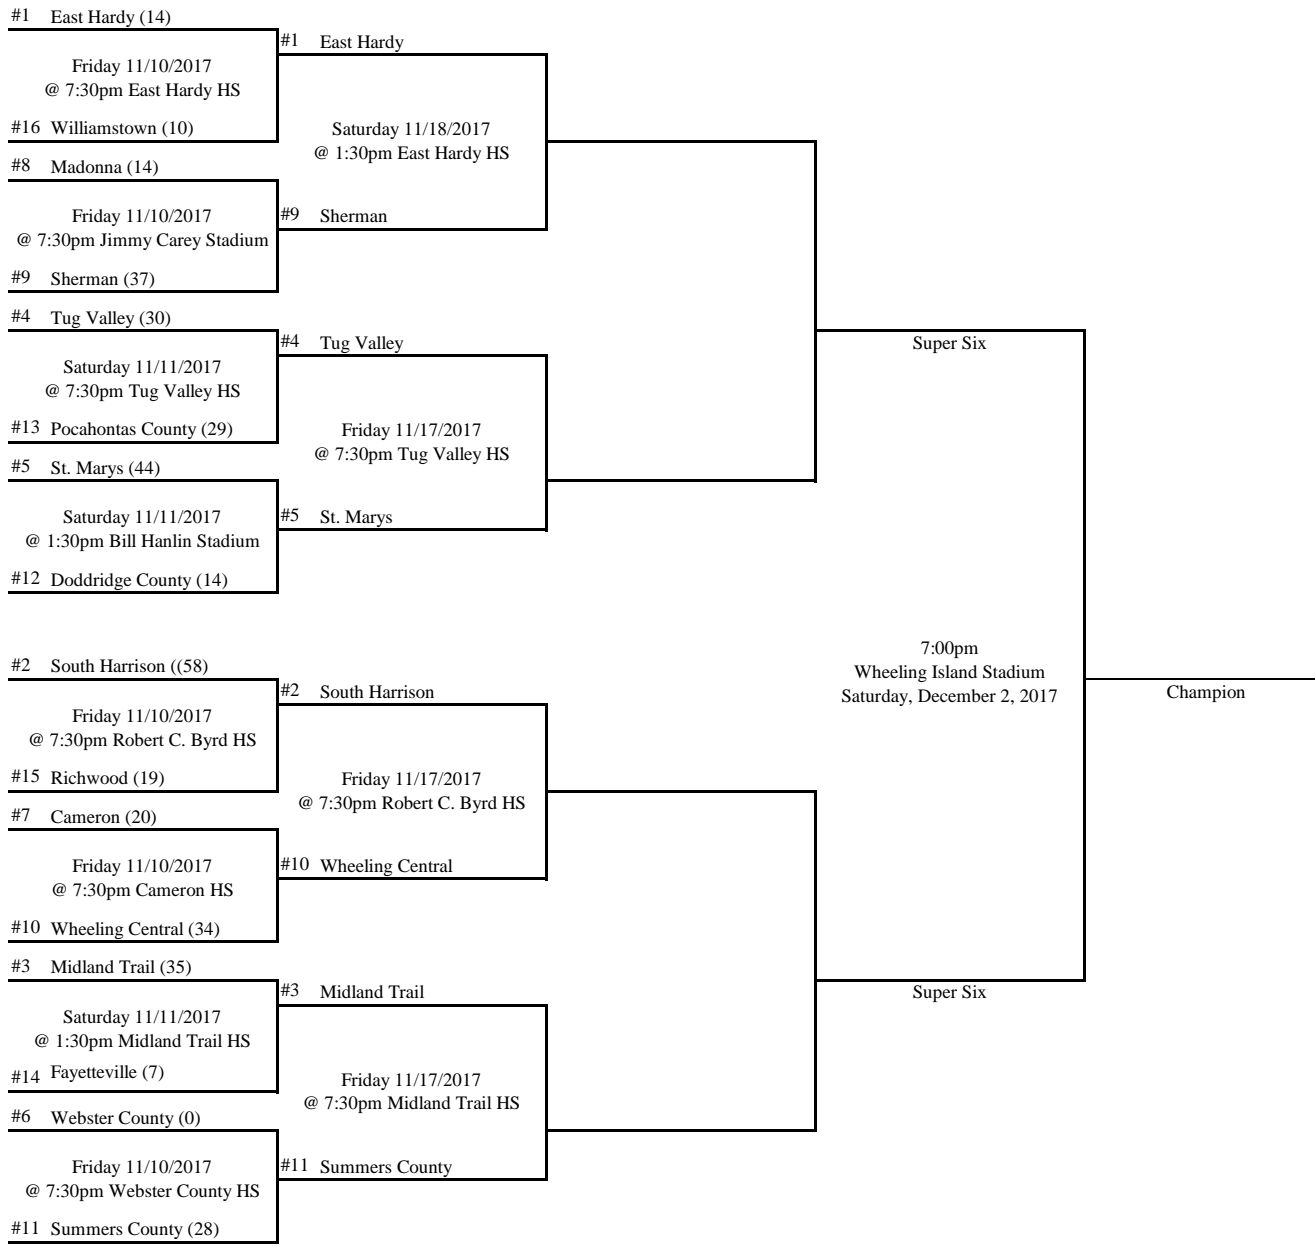 #1 East Hardy (14)
Friday 11/10/2017
@ 7:30pm East Hardy HS
#16 Williamstown (10)
#8 Madonna (14)
Friday 11/10/2017
@ 7:30pm Jimmy Carey Stadium
#9 Sherman (37)
#4 Tug Valley (30)
Saturday 11/11/2017
@ 7:30pm Tug Valley HS
#13 Pocahontas County (29)
#5 St. Marys (44)
Saturday 11/11/2017
@ 1:30pm Bill Hanlin Stadium
#12 Doddridge County (14)
#2 South Harrison ((58)
Friday 11/10/2017
@ 7:30pm Robert C. Byrd HS
#15 Richwood (19)
#7 Cameron (20)
Friday 11/10/2017
@ 7:30pm Cameron HS
#10 Wheeling Central (34)
#3 Midland Trail (35)
Saturday 11/11/2017
@ 1:30pm Midland Trail HS
#14 Fayetteville (7)
#6 Webster County (0)
Friday 11/10/2017
@ 7:30pm Webster County HS
#11 Summers County (28)
#1 East Hardy
Saturday 11/18/2017
@ 1:30pm East Hardy HS
#9 Sherman
#4 Tug Valley
Friday 11/17/2017
@ 7:30pm Tug Valley HS
#5 St. Marys
#2 South Harrison
Friday 11/17/2017
@ 7:30pm Robert C. Byrd HS
#10 Wheeling Central
#3 Midland Trail
Friday 11/17/2017
@ 7:30pm Midland Trail HS
#11 Summers County
Super Six
7:00pm
Wheeling Island Stadium
Saturday, December 2, 2017
Super Six
Champion